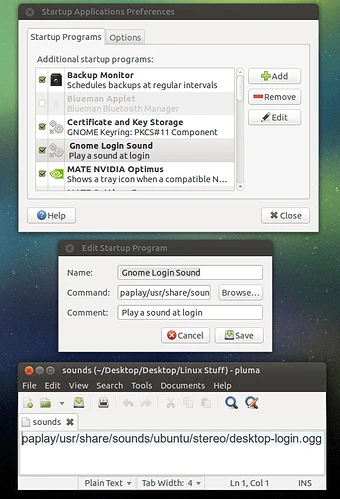 Startup Applications Preferences
Startup Programs Options
Additional startup programs:
Backup Monitor
Schedules backups at regular intervals
Blueman Applet
Blueman Bluetooth Manager
Certificate and Key Storage
GNOME Keyring: PKCS#11 Component
Gnome Login Sound
Play a sound at login
MATE NVIDIA Optimus
Shows a tray icon when a compatible N...
Add
Remove
Edit
Help
Close
Edit Startup Program
Name: Gnome Login Sound
Command: paplay/usr/share/soun Browse...
Comment: Play a sound at login
Cancel Save
sounds (~/Desktop/Desktop/Linux Stuff) - pluma
File Edit View Search Tools Documents Help
sounds
paplay/usr/share/sounds/ubuntu/stereo/desktop-login.ogg
Plain Text Tab Width: 4 Ln 1, Col 1 INS